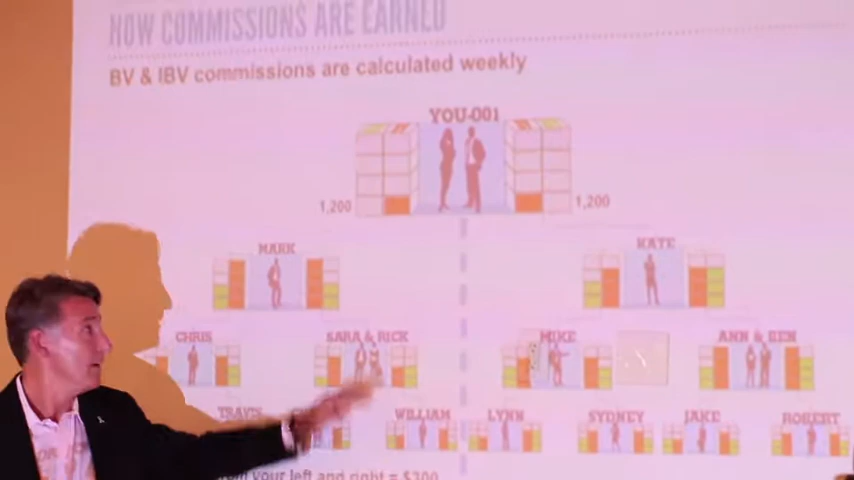 HOW COMMISSIONS ARE EARNED
BV & IBV commissions are calculated weekly
YOU-001
1,200 1,200
MARK KATE
CHRIS SARA & RICK MIKE ANN & BEN
TRAVIS WILLIAM LYNN SYDNEY JAKE ROBERT
your left and right = $300